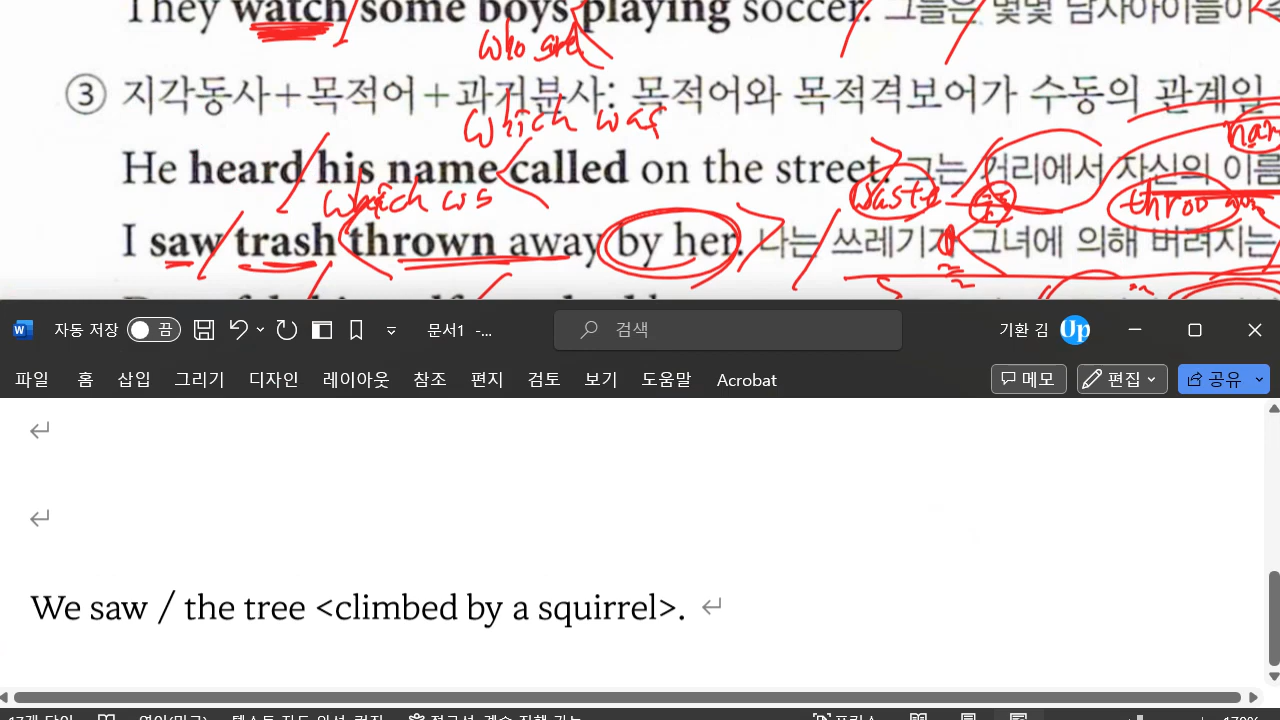 They watch some boys playing soccer. 그들은 몇몇 남자아이들이
who are
③ 지각동사+목적어+과거분사: 목적어와 목적격보어가 수동의 관계일
which was
He heard his name called on the street. 그는 거리에서 자신의 이름
which was
I saw trash thrown away by her. 나는 쓰레기가 그녀에 의해 버려지는
자동 저장 끔 문서1 -... 검색 기환 김 Up
파일 홈 삽입 그리기 디자인 레이아웃 참조 편지 검토 보기 도움말 Acrobat 메모 편집 공유
We saw / the tree <climbed by a squirrel>.